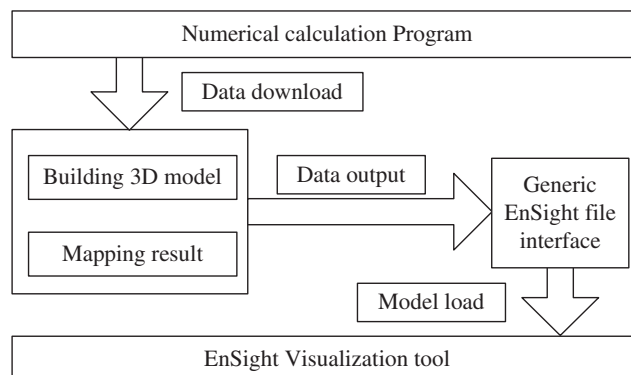 Numerical calculation Program
Data download
Building 3D model
Mapping result
Data output
Generic
EnSight file
interface
Model load
EnSight Visualization tool